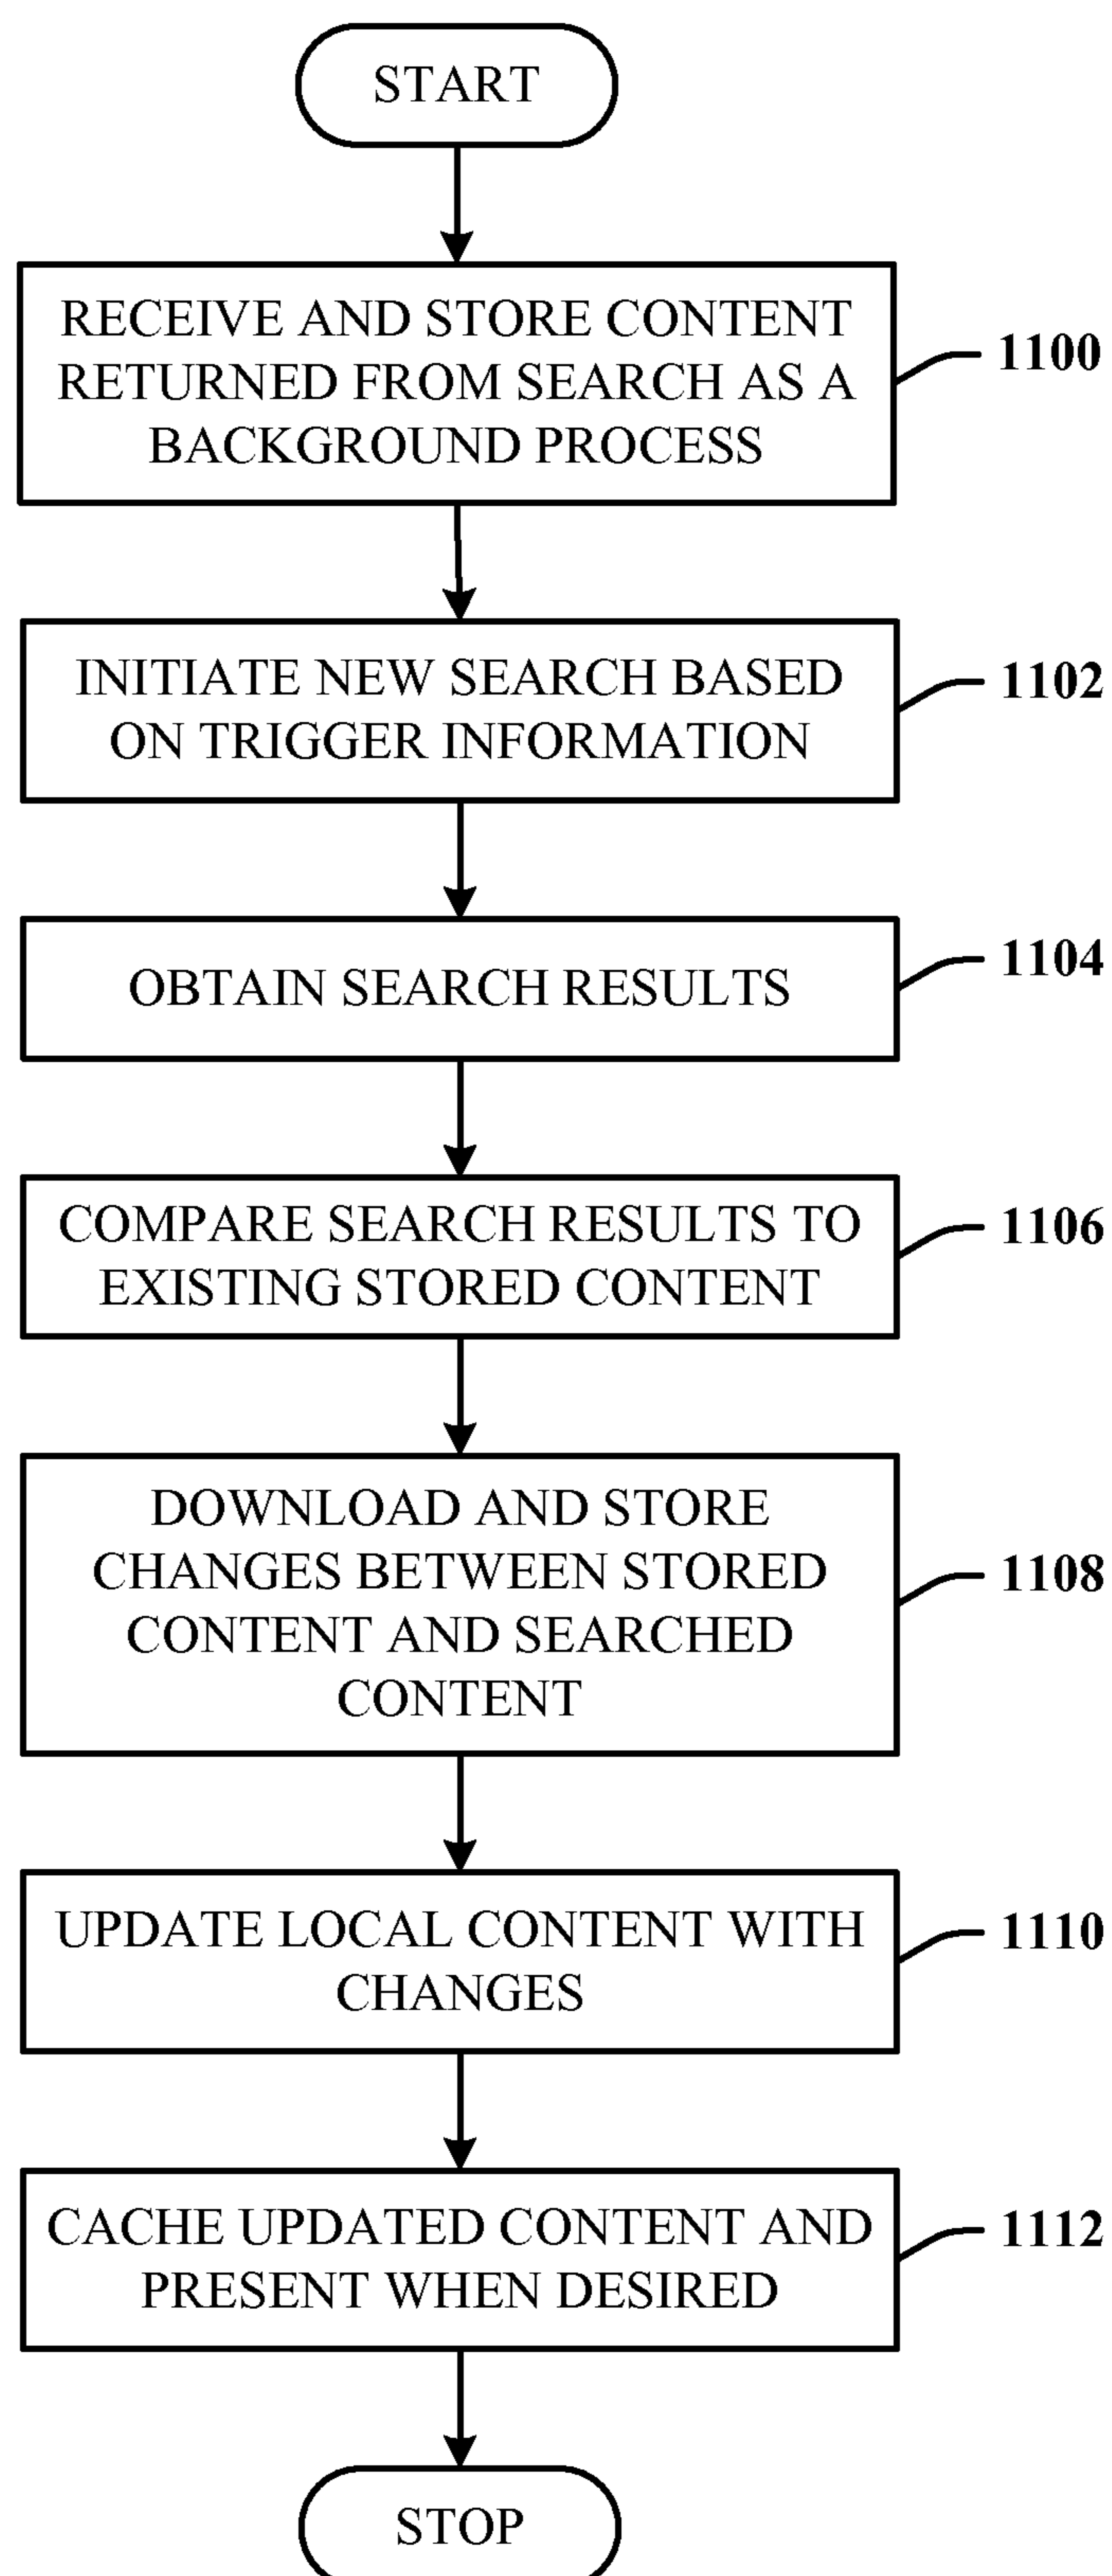 START
RECEIVE AND STORE CONTENT
RETURNED FROM SEARCH AS A
BACKGROUND PROCESS
1100
INITIATE NEW SEARCH BASED
ON TRIGGER INFORMATION
1102
OBTAIN SEARCH RESULTS
1104
COMPARE SEARCH RESULTS TO
EXISTING STORED CONTENT
1106
DOWNLOAD AND STORE
CHANGES BETWEEN STORED
CONTENT AND SEARCHED
CONTENT
1108
UPDATE LOCAL CONTENT WITH
CHANGES
1110
CACHE UPDATED CONTENT AND
PRESENT WHEN DESIRED
1112
STOP